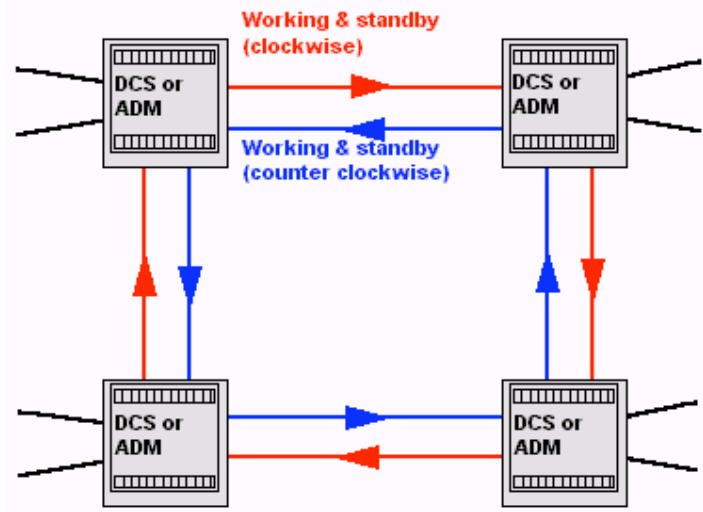 Working & standby
(clockwise)
DCS or
ADM
DCS or
ADM
Working & standby
(counter clockwise)
DCS or
ADM
DCS or
ADM